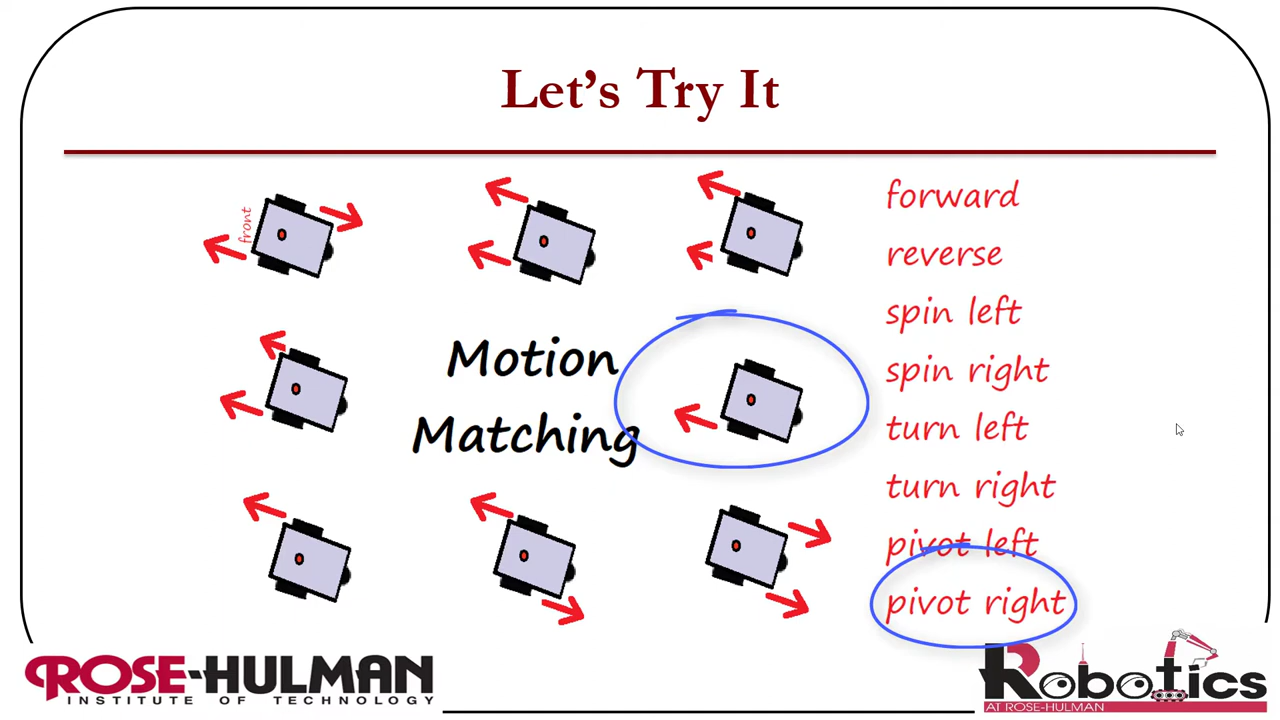 Let's Try It
front
Motion
Matching
forward
reverse
spin left
spin right
turn left
turn right
pivot left
pivot right
ROSE-HULMAN
INSTITUTE OF TECHNOLOGY
Robotics
AT ROSE-HULMAN